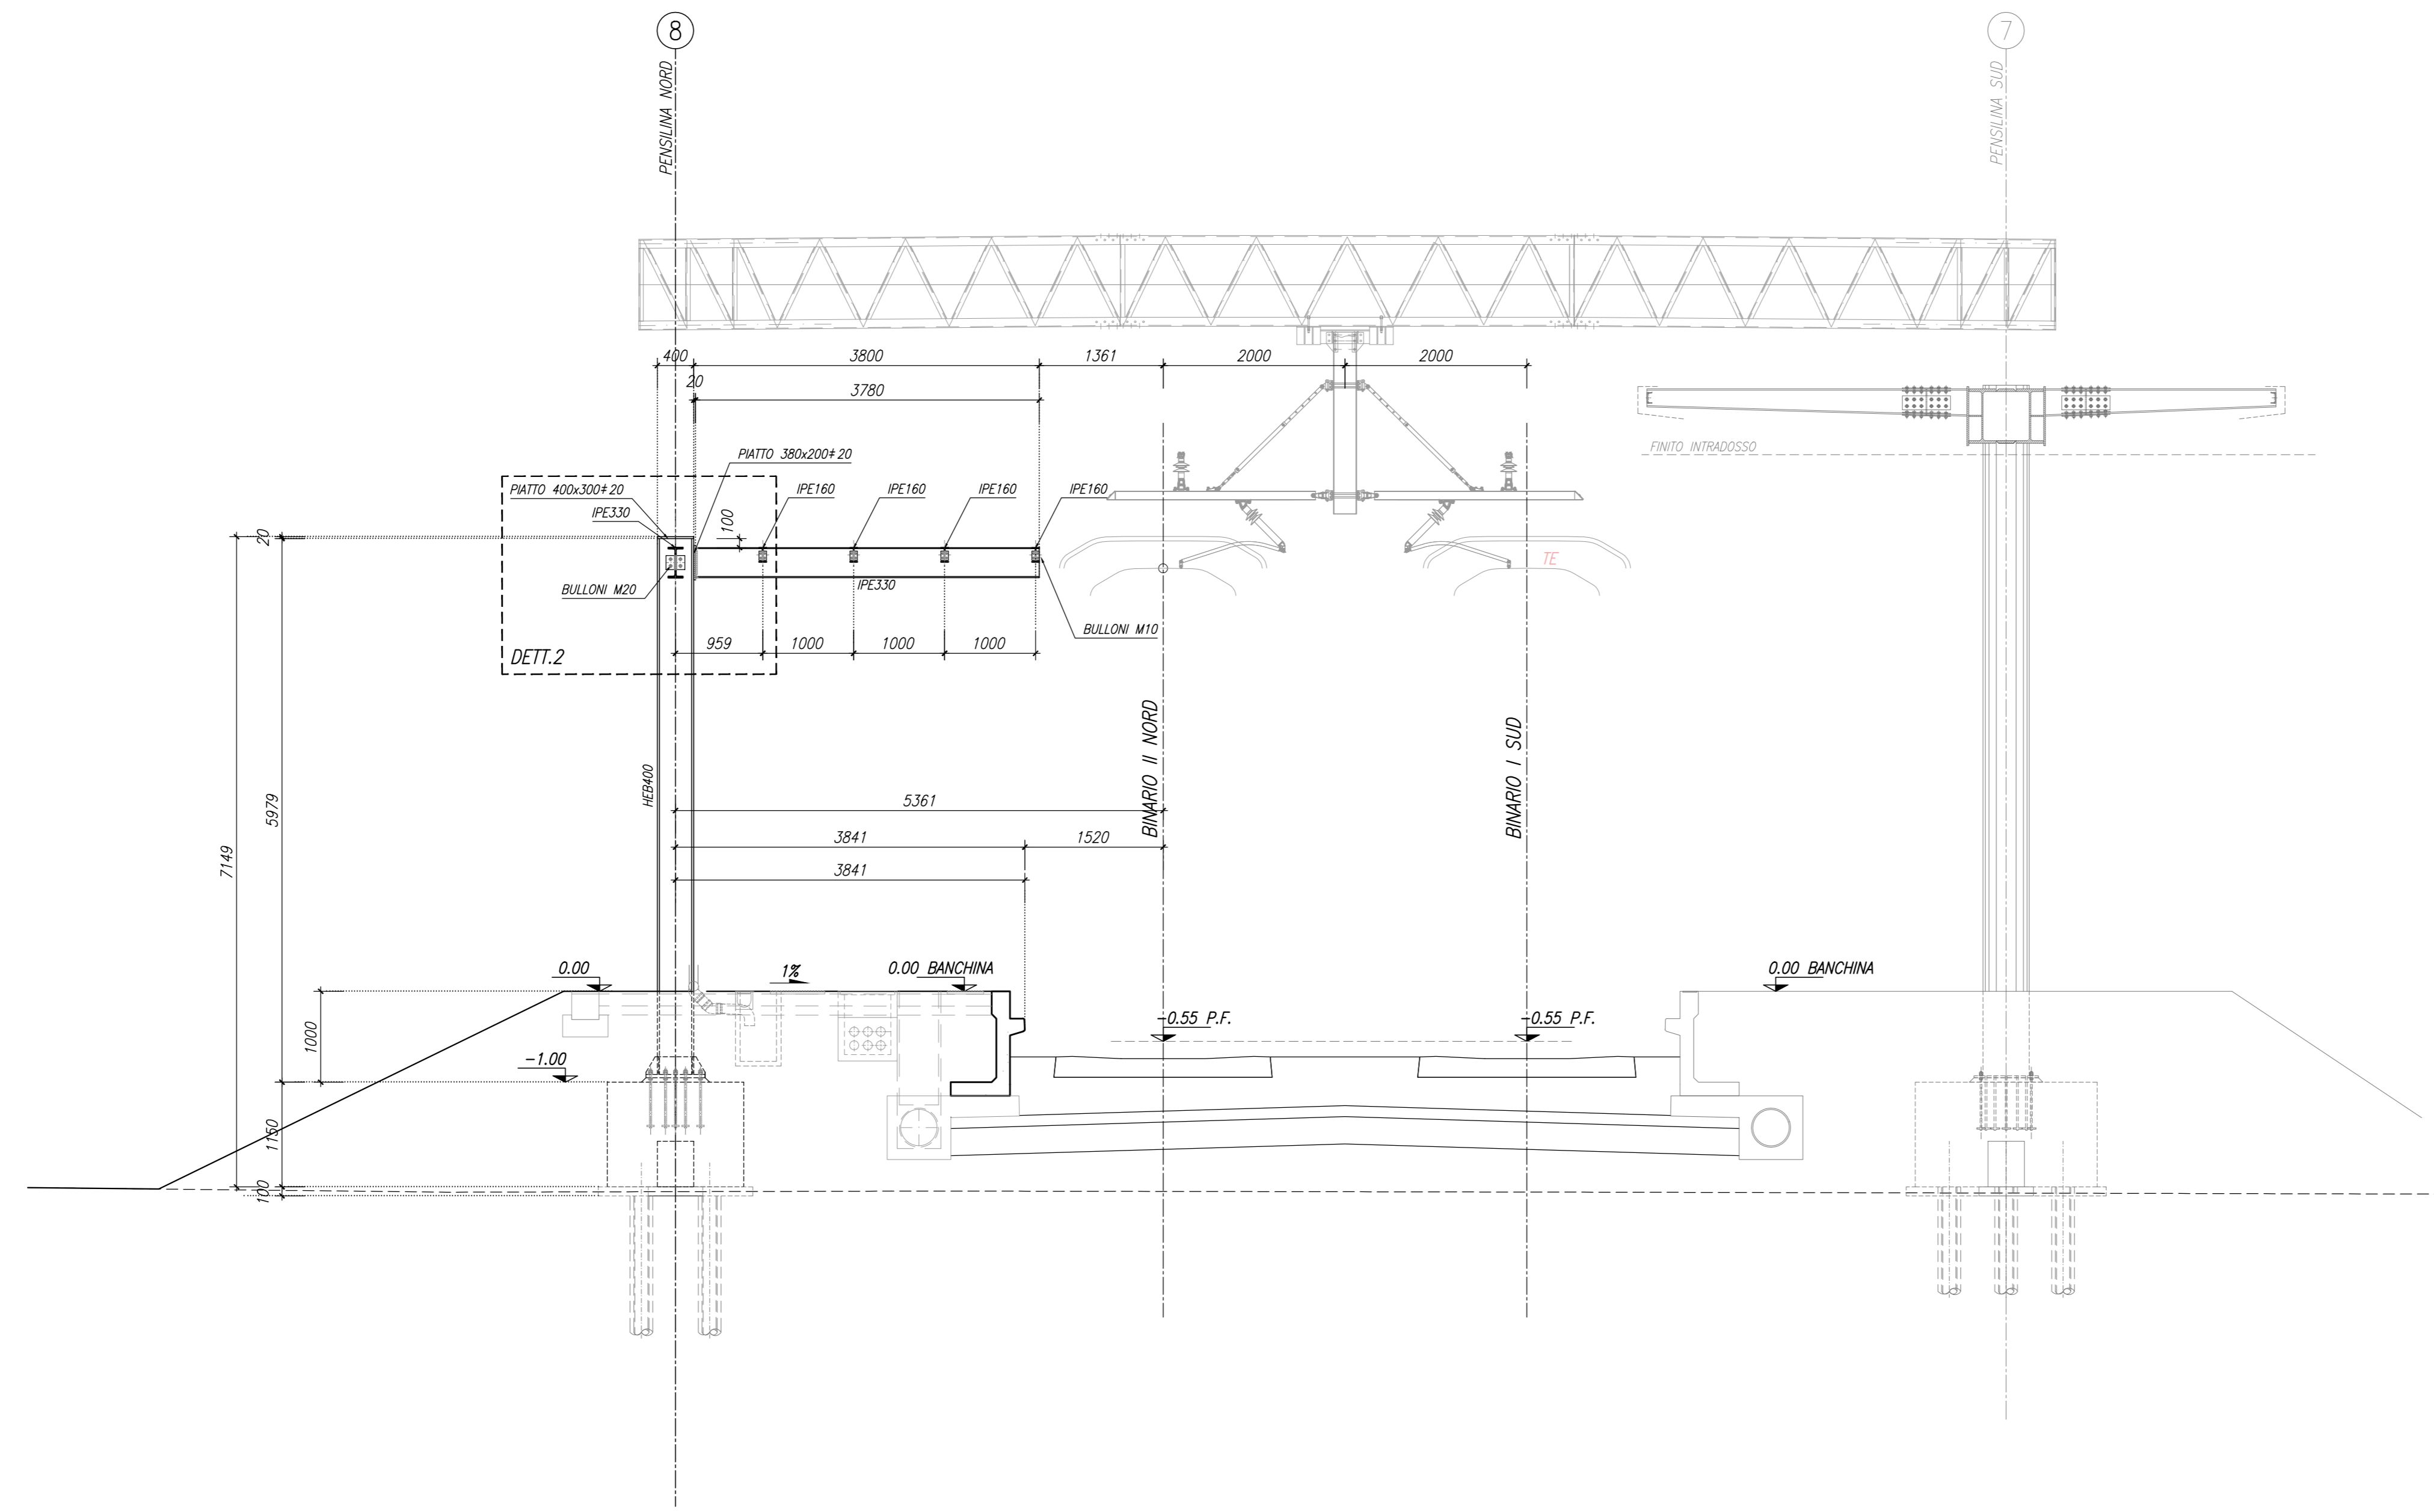 8
7
PENSILINA NORD
PENSILINA SUD
400
3800
1361
2000
2000
20
3780
FINITO INTRADOSSO
PIATTO 380x200≠20
PIATTO 400x300≠20
IPE160
IPE160
IPE160
IPE160
IPE330
100
20
TE
BULLONI M20
IPE330
BULLONI M10
959
1000
1000
1000
DETT.2
BINARIO II NORD
BINARIO I SUD
HEB400
5979
7149
5361
3841
1520
3841
0.00
1%
0.00 BANCHINA
0.00 BANCHINA
-0.55 P.F.
-0.55 P.F.
1000
-1.00
1150
100